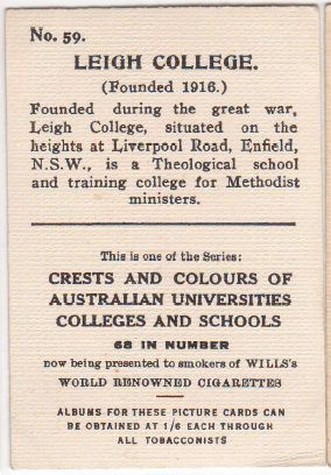 No. 59.
LEIGH COLLEGE.
(Founded 1916.)
Founded during the great war,
Leigh College, situated on the
heights at Liverpool Road, Enfield,
N.S.W., is a Theological school
and training college for Methodist
ministers.
This is one of the Series:
CRESTS AND COLOURS OF
AUSTRALIAN UNIVERSITIES
COLLEGES AND SCHOOLS
68 IN NUMBER
now being presented to smokers of WILLS's
WORLD RENOWNED CIGARETTES
ALBUMS FOR THESE PICTURE CARDS CAN
BE OBTAINED AT 1/6 EACH THROUGH
ALL TOBACCONISTS